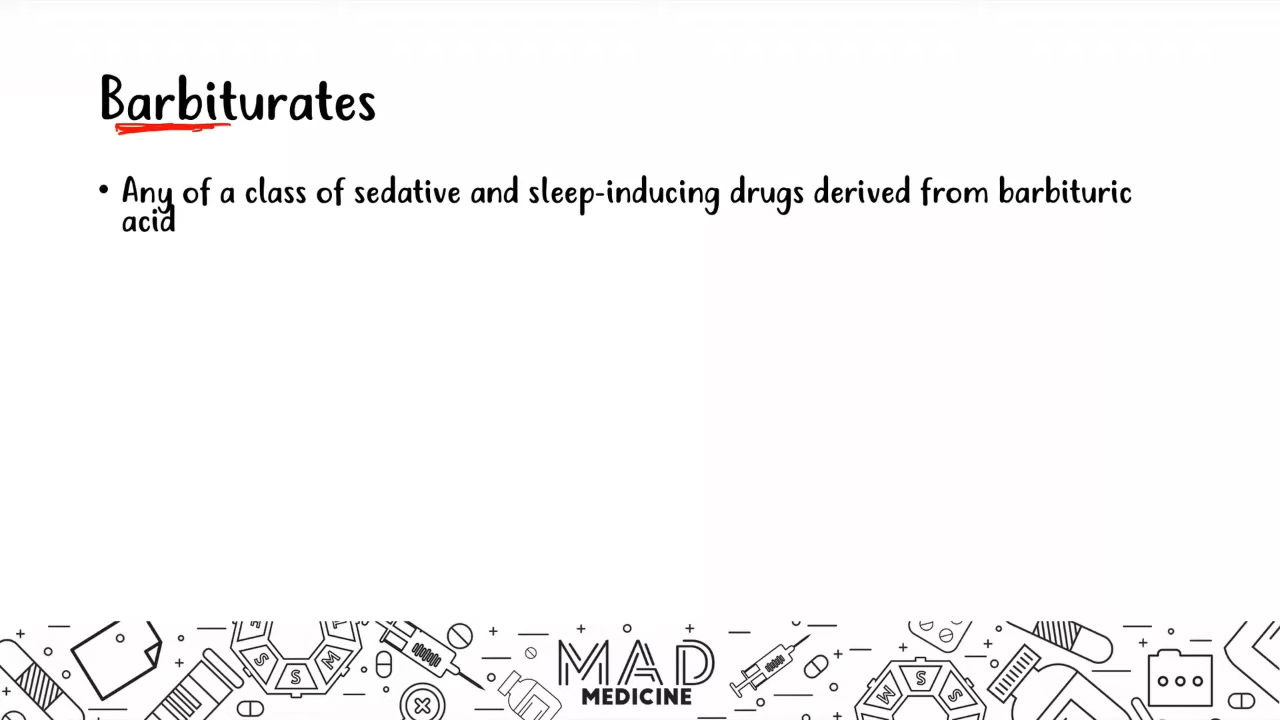 Barbiturates
• Any of a class of sedative and sleep-inducing drugs derived from barbituric
acid
S
S
M
MAD
MEDICINE
M
S
S